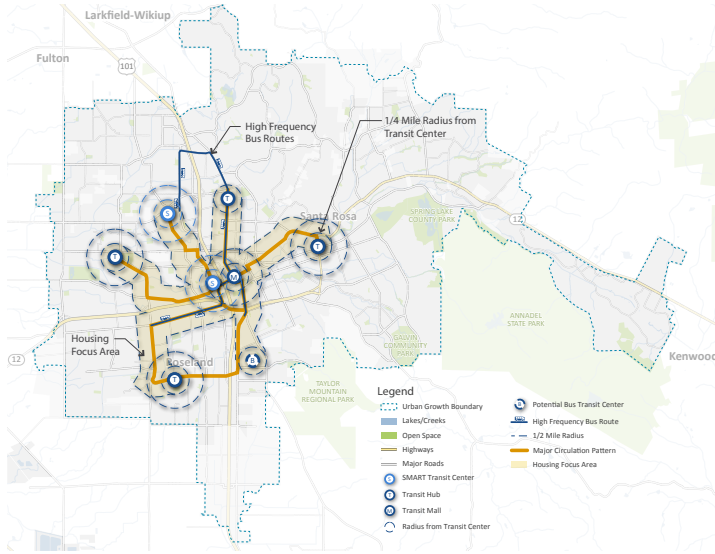 Larkfield-Wikiup
Fulton
101
High Frequency
Bus Routes
1/4 Mile Radius from
Transit Center
T
S
Santa Rosa
SPRING LAKE
COUNTY PARK
12
T
T
M
S
ANNADEL
STATE PARK
Housing
Focus Area
GALVIN
COMMUNITY
PARK
Kenwood
12
Roseland
B
T
TAYLOR
MOUNTAIN
REGIONAL PARK
Legend
Urban Growth Boundary
Lakes/Creeks
Open Space
Highways
Major Roads
S SMART Transit Center
T Transit Hub
M Transit Mall
Radius from Transit Center
B Potential Bus Transit Center
High Frequency Bus Route
1/2 Mile Radius
Major Circulation Pattern
Housing Focus Area